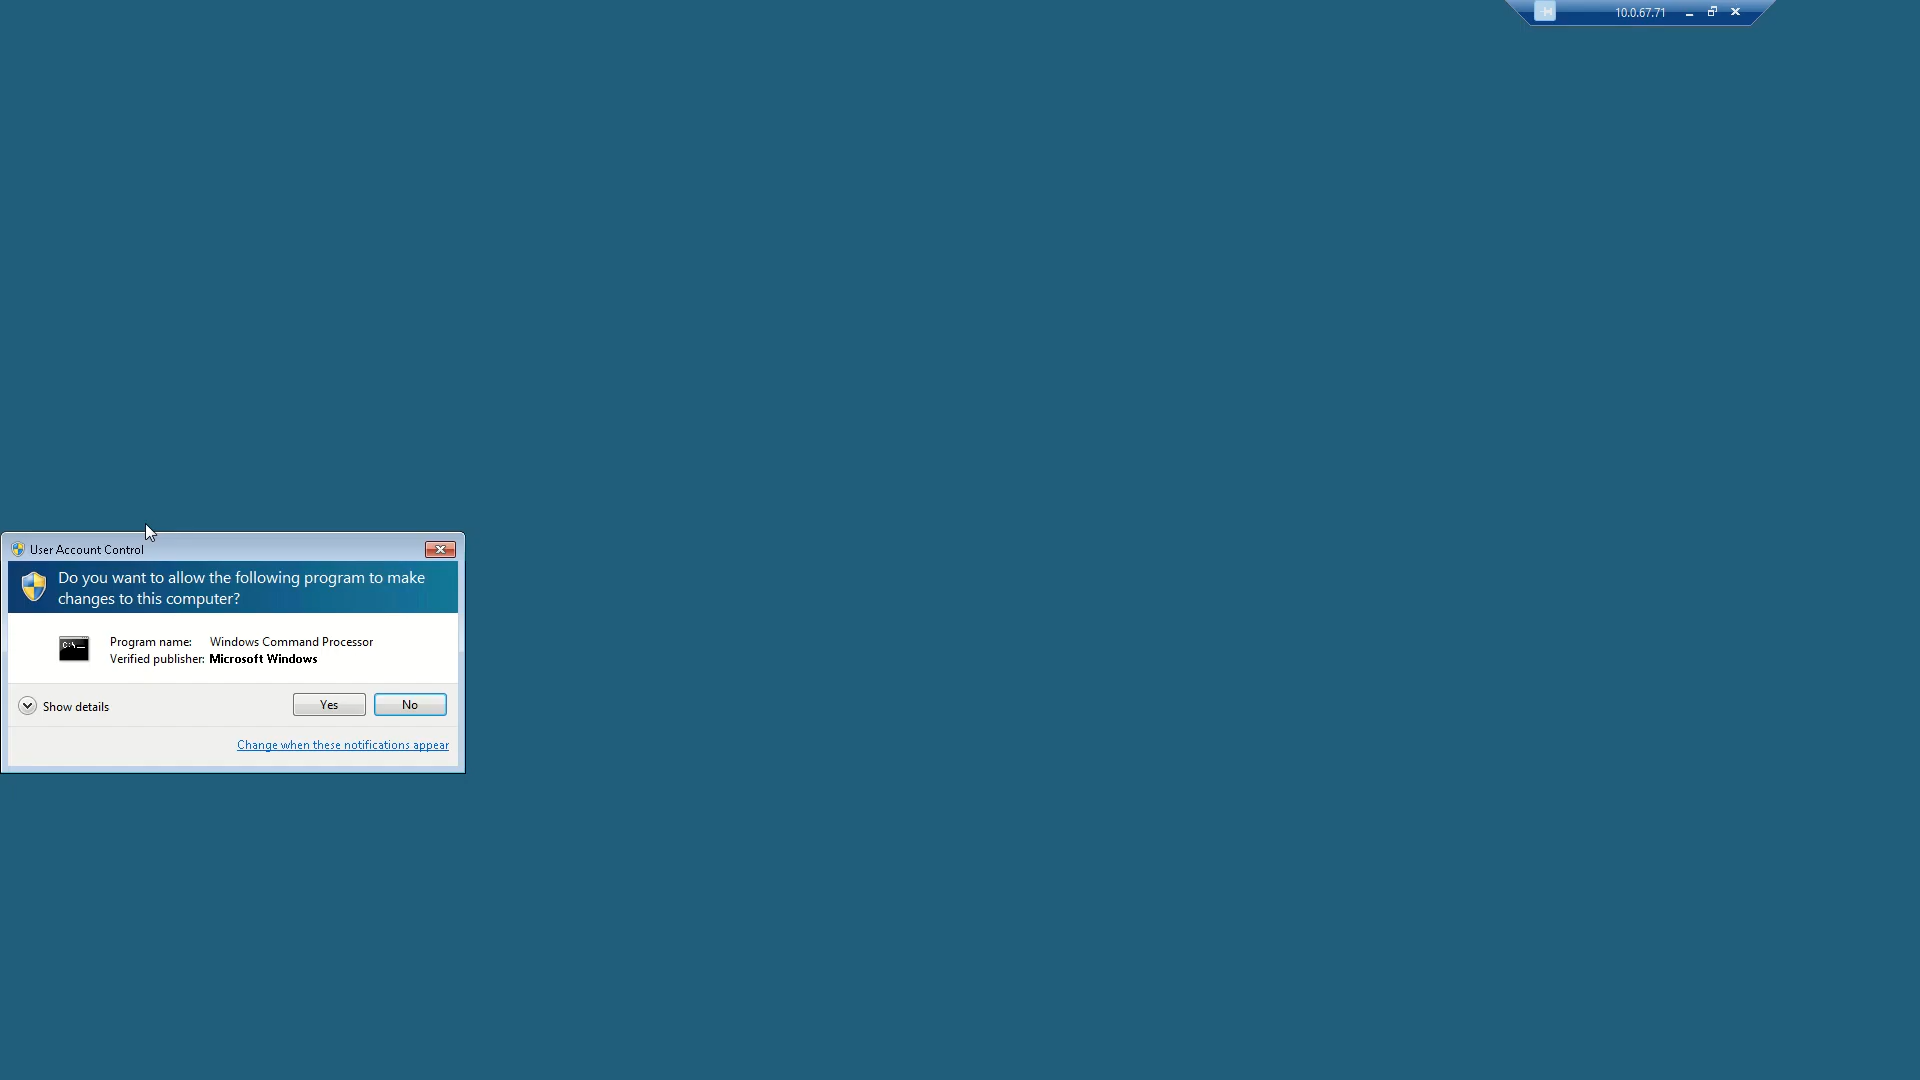 10.0.67.71
User Account Control
Do you want to allow the following program to make
changes to this computer?
C:\
Program name: Windows Command Processor
Verified publisher: Microsoft Windows
Show details
Yes
No
Change when these notifications appear